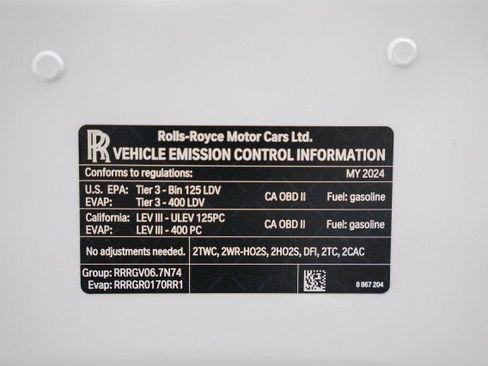 RR Rolls-Royce Motor Cars Ltd.
VEHICLE EMISSION CONTROL INFORMATION
Conforms to regulations: MY 2024
U.S. EPA: Tier 3 - Bin 125 LDV CA OBD II Fuel: gasoline
EVAP: Tier 3 - 400 LDV
California: LEV III - ULEV 125PC CA OBD II Fuel: gasoline
EVAP: LEV III - 400 PC
No adjustments needed. 2TWC, 2WR-HO2S, 2HO2S, DFI, 2TC, 2CAC
Group: RRRGV06.7N74
Evap: RRRGR0170RR1 8 867 204